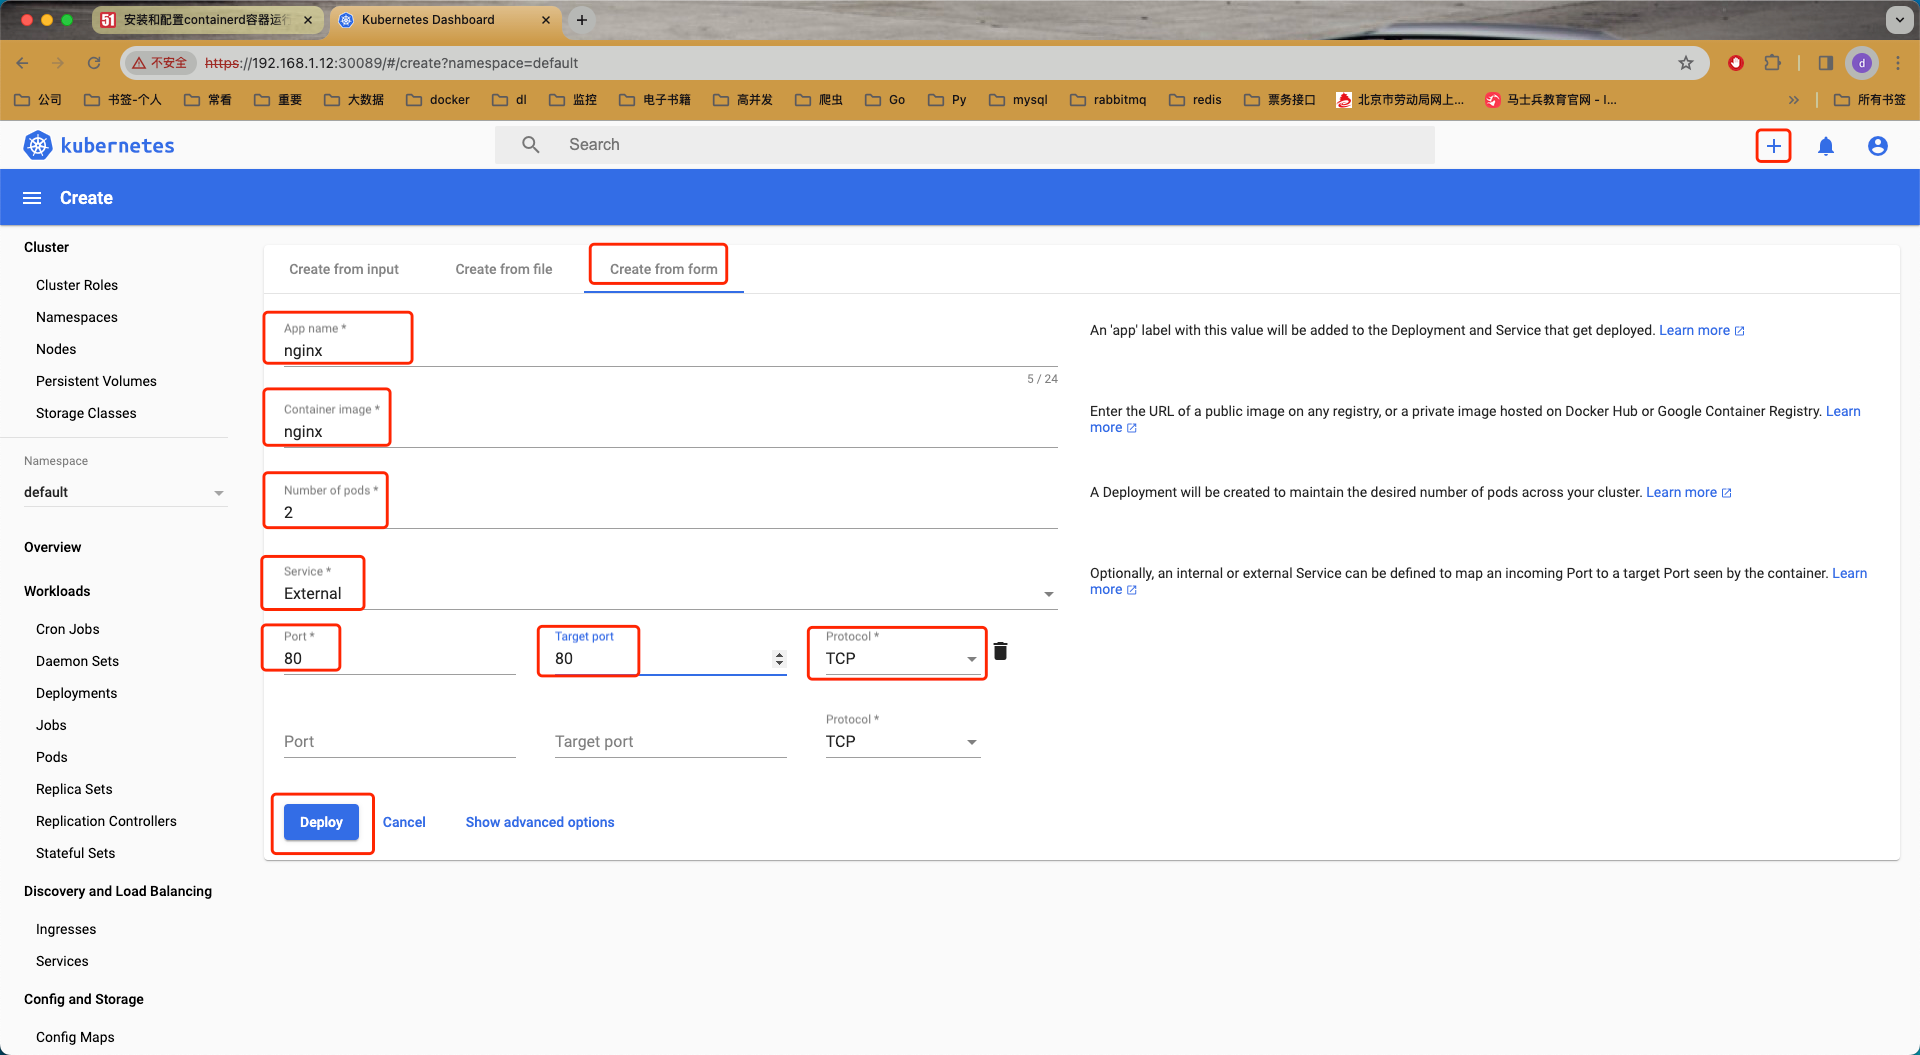 51 安装和配置containerd容器运行
Kubernetes Dashboard
不安全 https://192.168.1.12:30089/#/create?namespace=default
d
公司 书签-个人 常看 重要 大数据 docker dl 监控 电子书籍 高并发 爬虫 Go Py mysql rabbitmq redis 票务接口 北京市劳动局网上... 马士兵教育官网 - I... 所有书签
kubernetes
Search
Create
Cluster
Cluster Roles
Namespaces
Nodes
Persistent Volumes
Storage Classes
Namespace
default
Overview
Workloads
Cron Jobs
Daemon Sets
Deployments
Jobs
Pods
Replica Sets
Replication Controllers
Stateful Sets
Discovery and Load Balancing
Ingresses
Services
Config and Storage
Config Maps
Create from input Create from file Create from form
App name *
nginx
5 / 24
An 'app' label with this value will be added to the Deployment and Service that get deployed. Learn more
Container image *
nginx
Enter the URL of a public image on any registry, or a private image hosted on Docker Hub or Google Container Registry. Learn
more
Number of pods *
2
A Deployment will be created to maintain the desired number of pods across your cluster. Learn more
Service *
External
Optionally, an internal or external Service can be defined to map an incoming Port to a target Port seen by the container. Learn
more
Port * Target port Protocol *
80 80 TCP
Protocol *
Port Target port TCP
Deploy Cancel Show advanced options